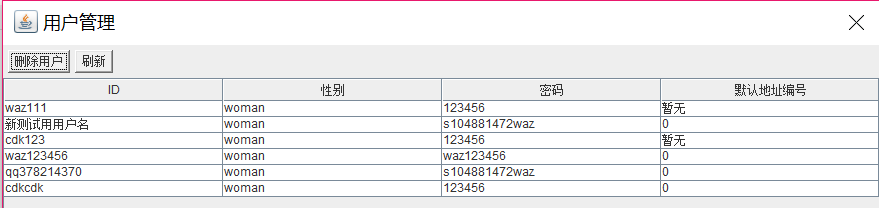 用户管理
删除用户 刷新
ID 性别 密码 默认地址编号
waz111 woman 123456 暂无
新测试用用户名 woman s104881472waz 0
cdk123 woman 123456 暂无
waz123456 woman waz123456 0
qq378214370 woman s104881472waz 0
cdkcdk woman 123456 0